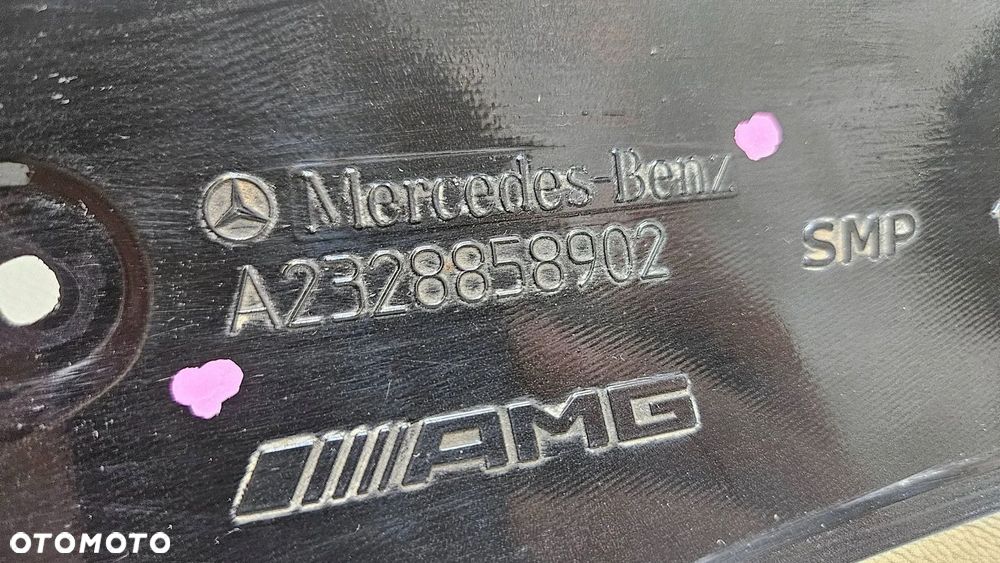 Mercedes-Benz
A2328858902
SMP
AMG
OTOMOTO